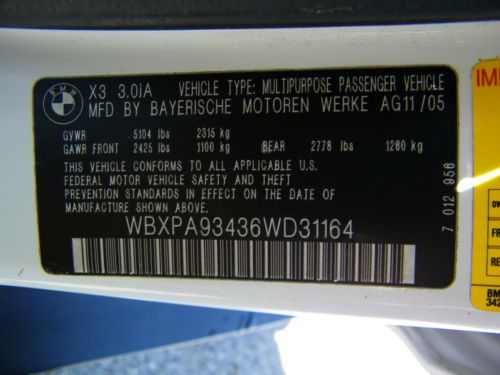 BMW
X3 3.0iA VEHICLE TYPE: MULTIPURPOSE PASSENGER VEHICLE
MFD BY BAYERISCHE MOTOREN WERKE AG11/05
GVWR 5104 lbs 2315 kg
GAWR FRONT 2425 lbs 1100 kg REAR 2778 lbs 1260 kg
THIS VEHICLE CONFORMS TO ALL APPLICABLE U.S.
FEDERAL MOTOR VEHICLE SAFETY AND THEFT
PREVENTION STANDARDS IN EFFECT ON THE DATE OF
MANUFACTURE SHOWN ABOVE
WBXPA93436WD31164
7 012 956